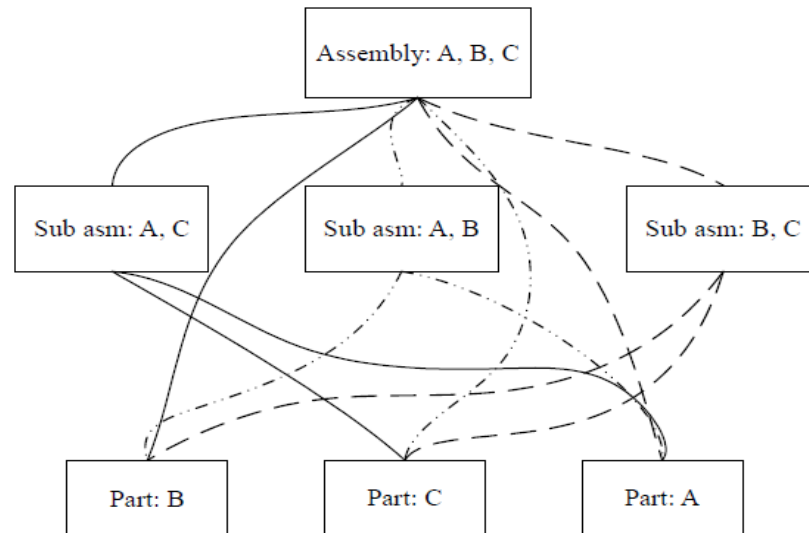 Assembly: A, B, C
Sub asm: A, C
Sub asm: A, B
Sub asm: B, C
Part: B
Part: C
Part: A